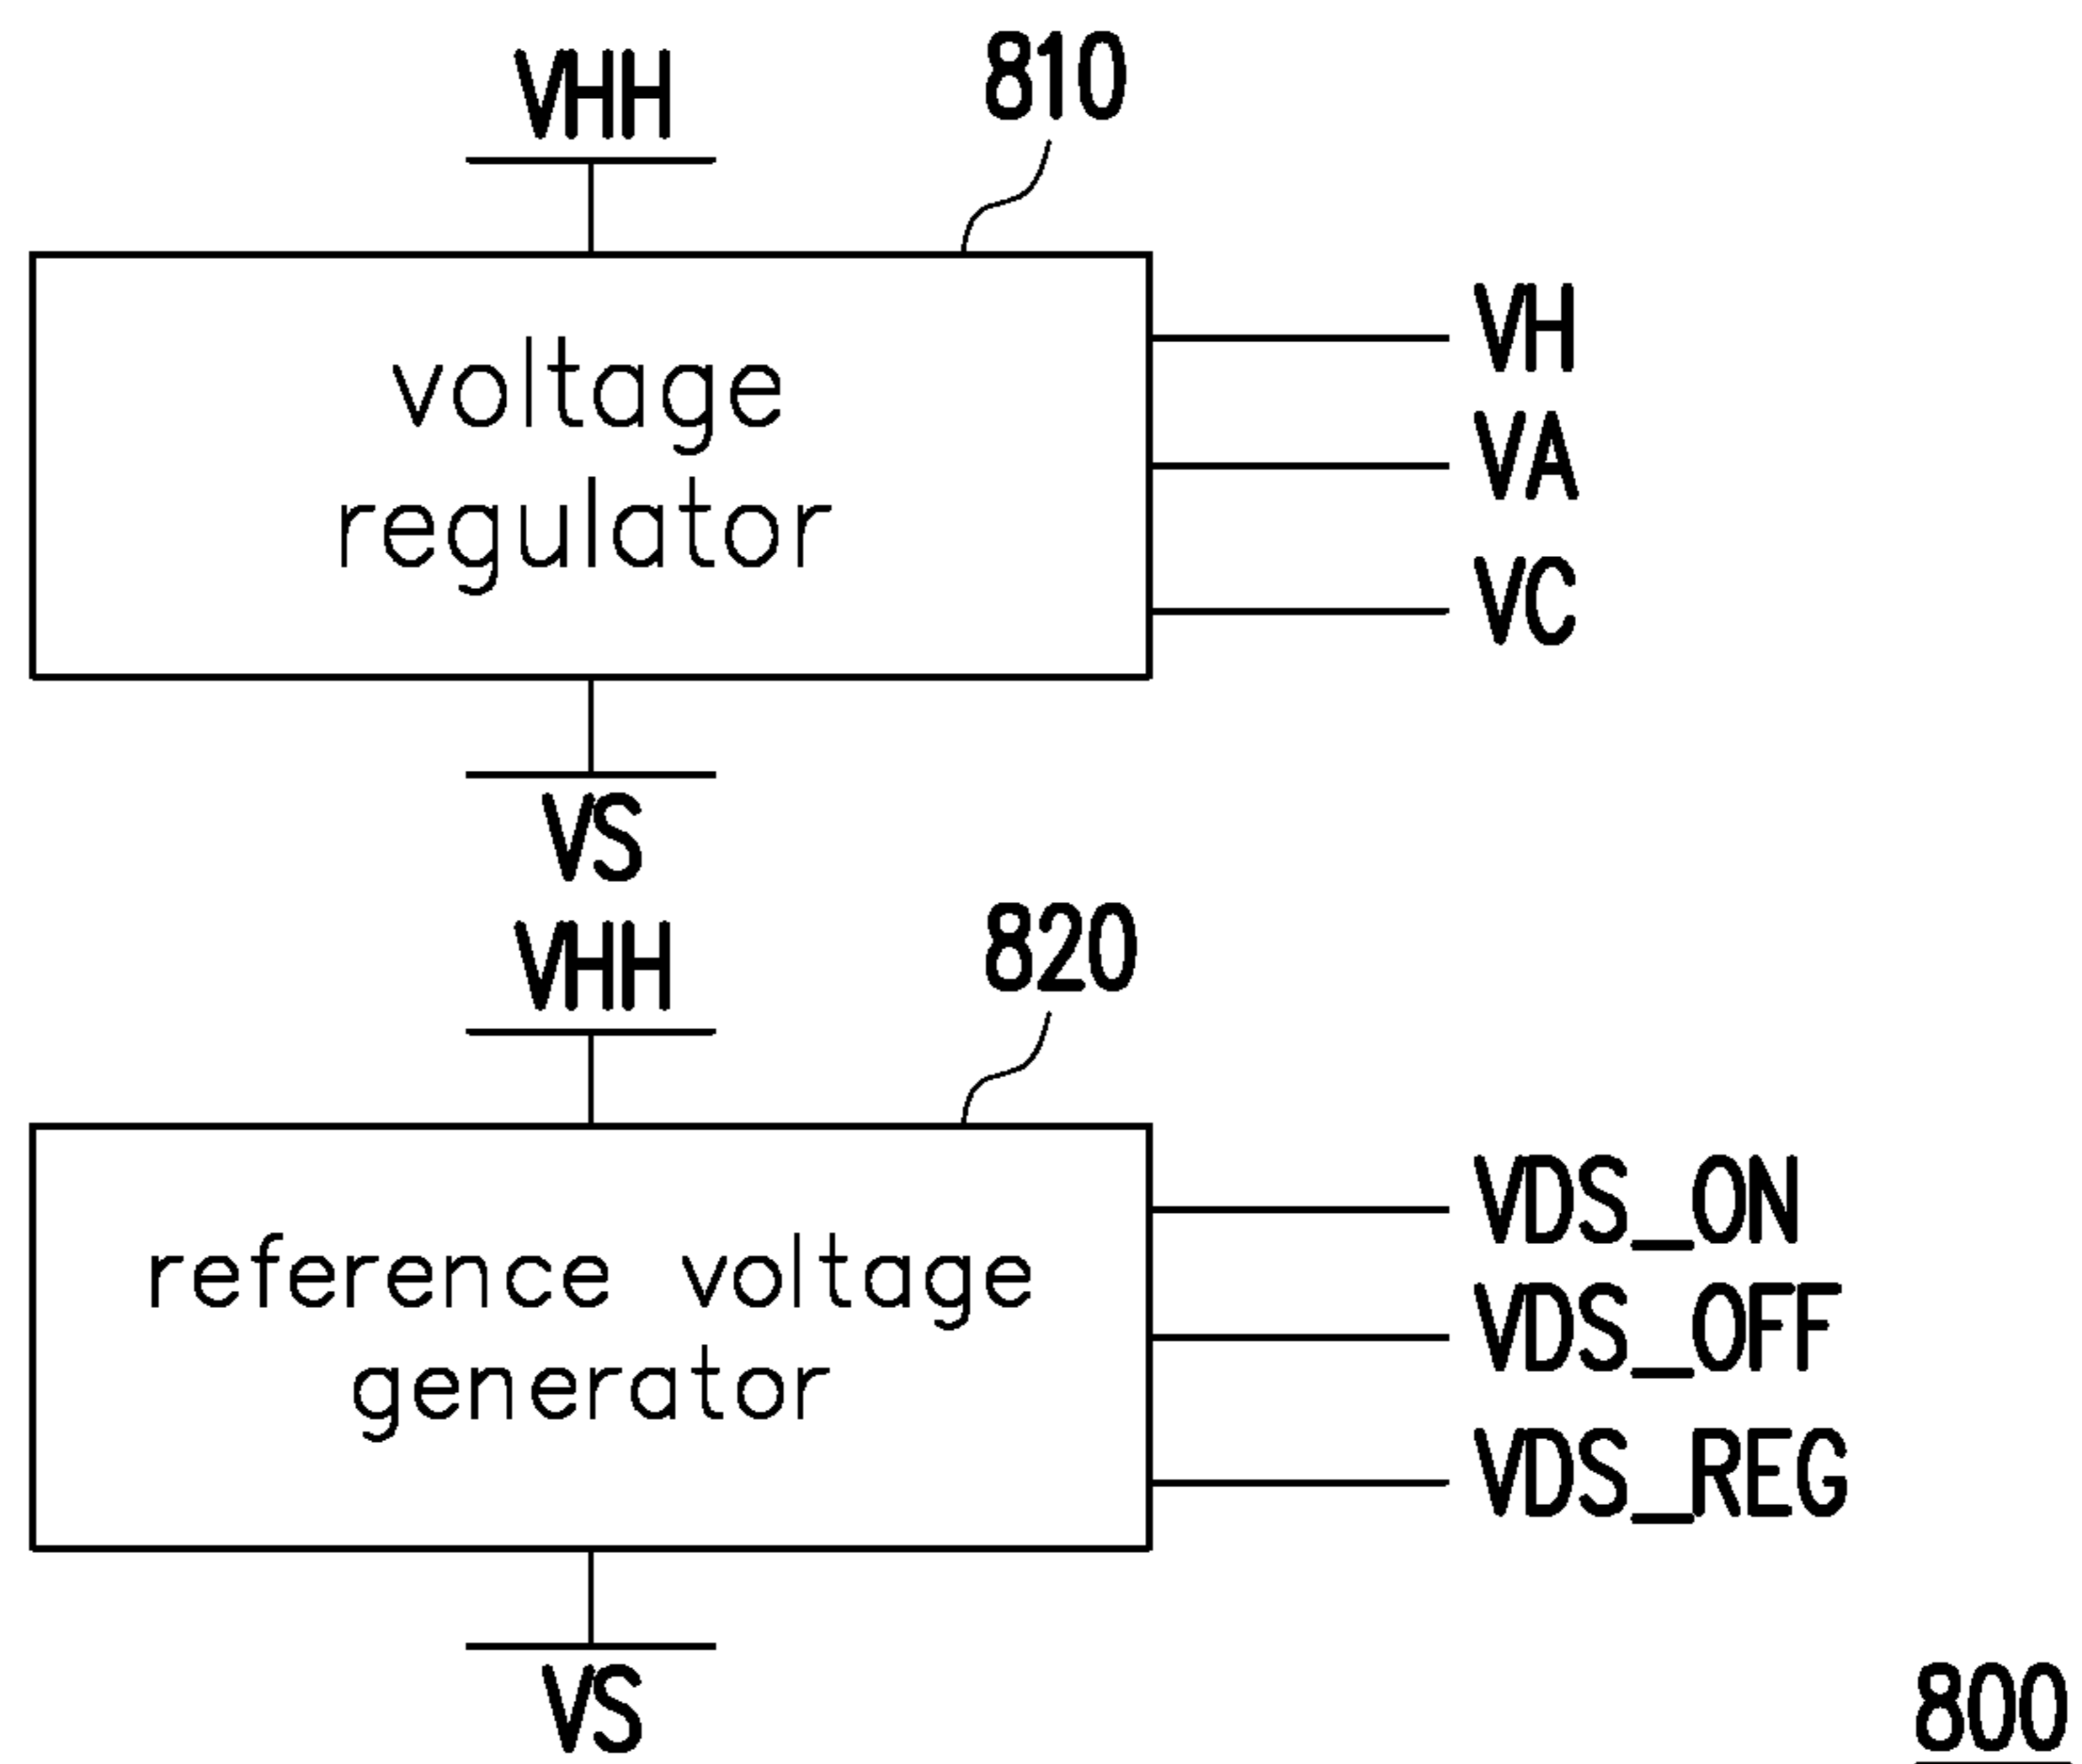 VHH
810
voltage
regulator
VH
VA
VC
VS
VHH
820
reference voltage
generator
VDS_ON
VDS_OFF
VDS_REG
VS
800